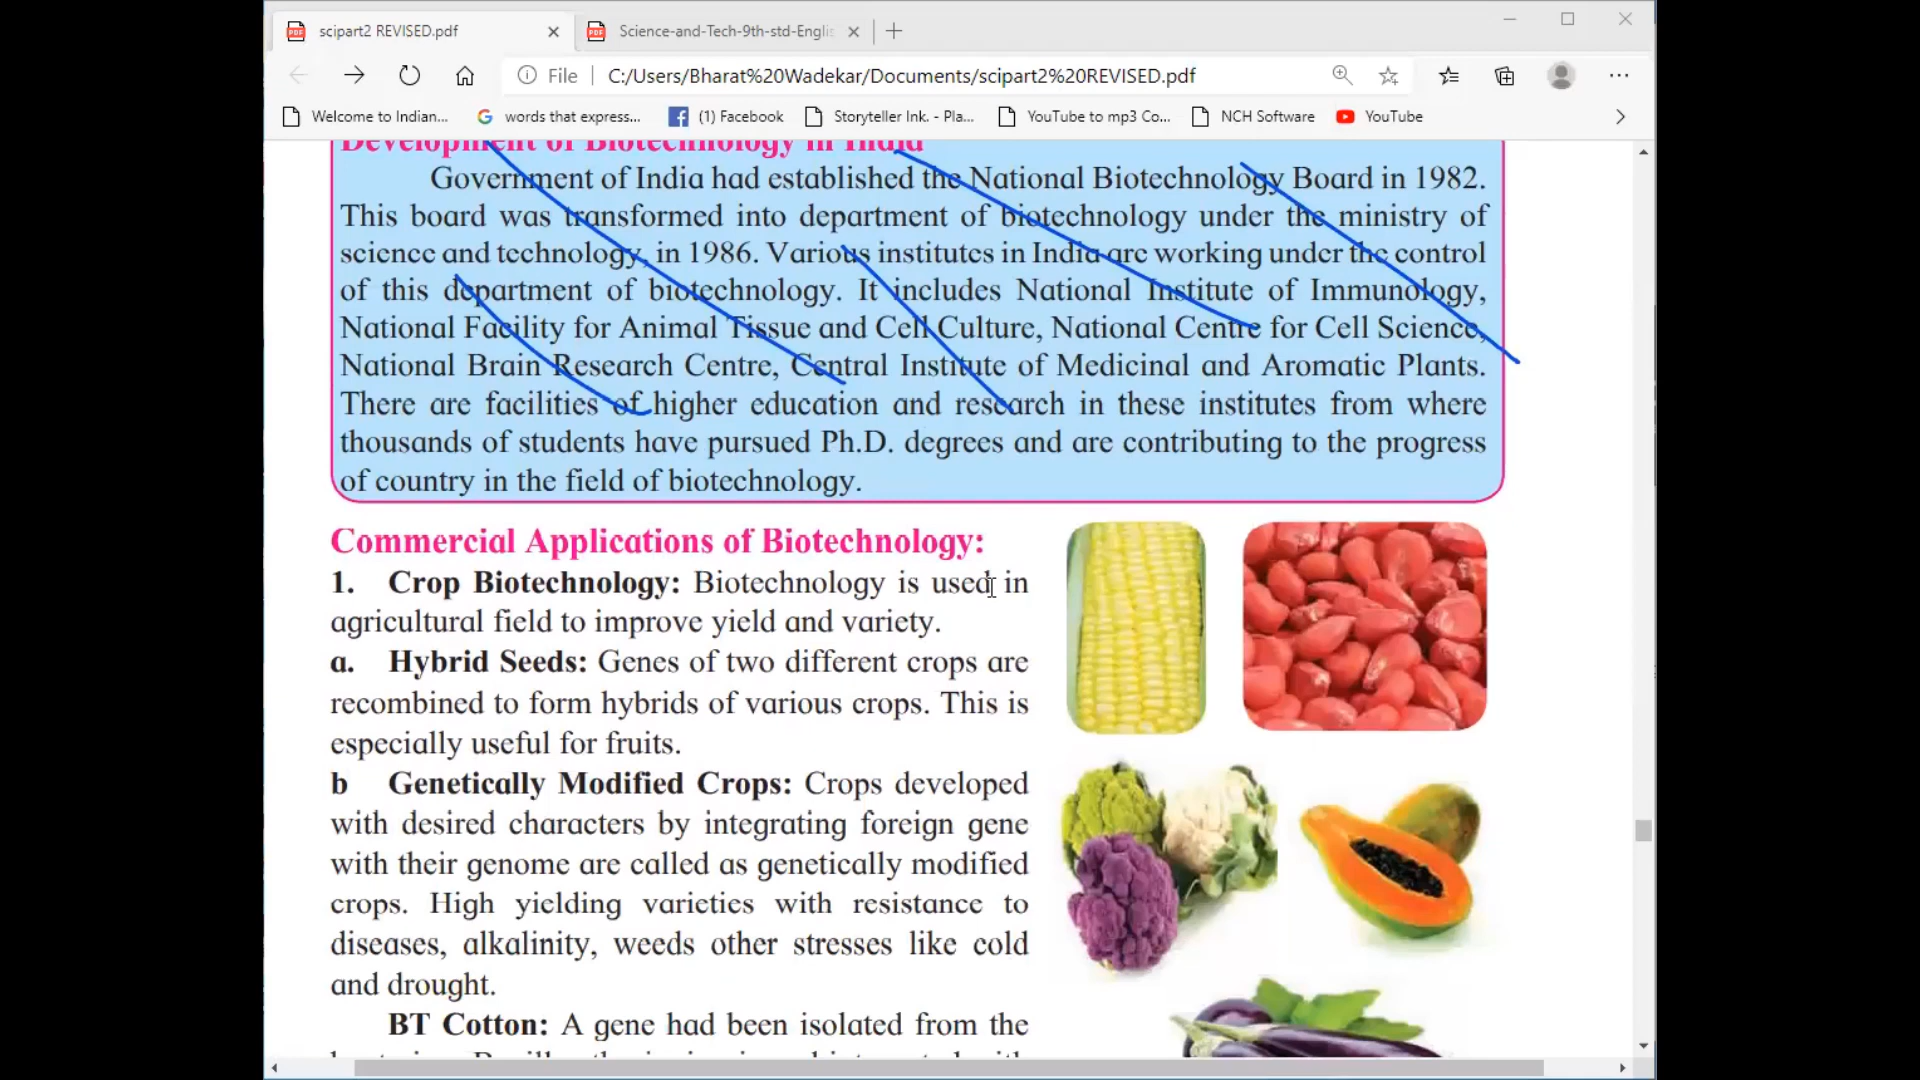 scipart2 REVISED.pdf
Science-and-Tech-9th-std-Englis
File
C:/Users/Bharat%20Wadekar/Documents/scipart2%20REVISED.pdf
Welcome to Indian...
words that express...
(1) Facebook
Storyteller Ink. - Pla...
YouTube to mp3 Co...
NCH Software
YouTube
Development of Biotechnology in India
Government of India had established the National Biotechnology Board in 1982.
This board was transformed into department of biotechnology under the ministry of
science and technology, in 1986. Various institutes in India are working under the control
of this department of biotechnology. It includes National Institute of Immunology,
National Facility for Animal Tissue and Cell Culture, National Centre for Cell Science,
National Brain Research Centre, Central Institute of Medicinal and Aromatic Plants.
There are facilities of higher education and research in these institutes from where
thousands of students have pursued Ph.D. degrees and are contributing to the progress
of country in the field of biotechnology.
Commercial Applications of Biotechnology:
1. Crop Biotechnology: Biotechnology is used in
agricultural field to improve yield and variety.
a. Hybrid Seeds: Genes of two different crops are
recombined to form hybrids of various crops. This is
especially useful for fruits.
b Genetically Modified Crops: Crops developed
with desired characters by integrating foreign gene
with their genome are called as genetically modified
crops. High yielding varieties with resistance to
diseases, alkalinity, weeds other stresses like cold
and drought.
BT Cotton: A gene had been isolated from the